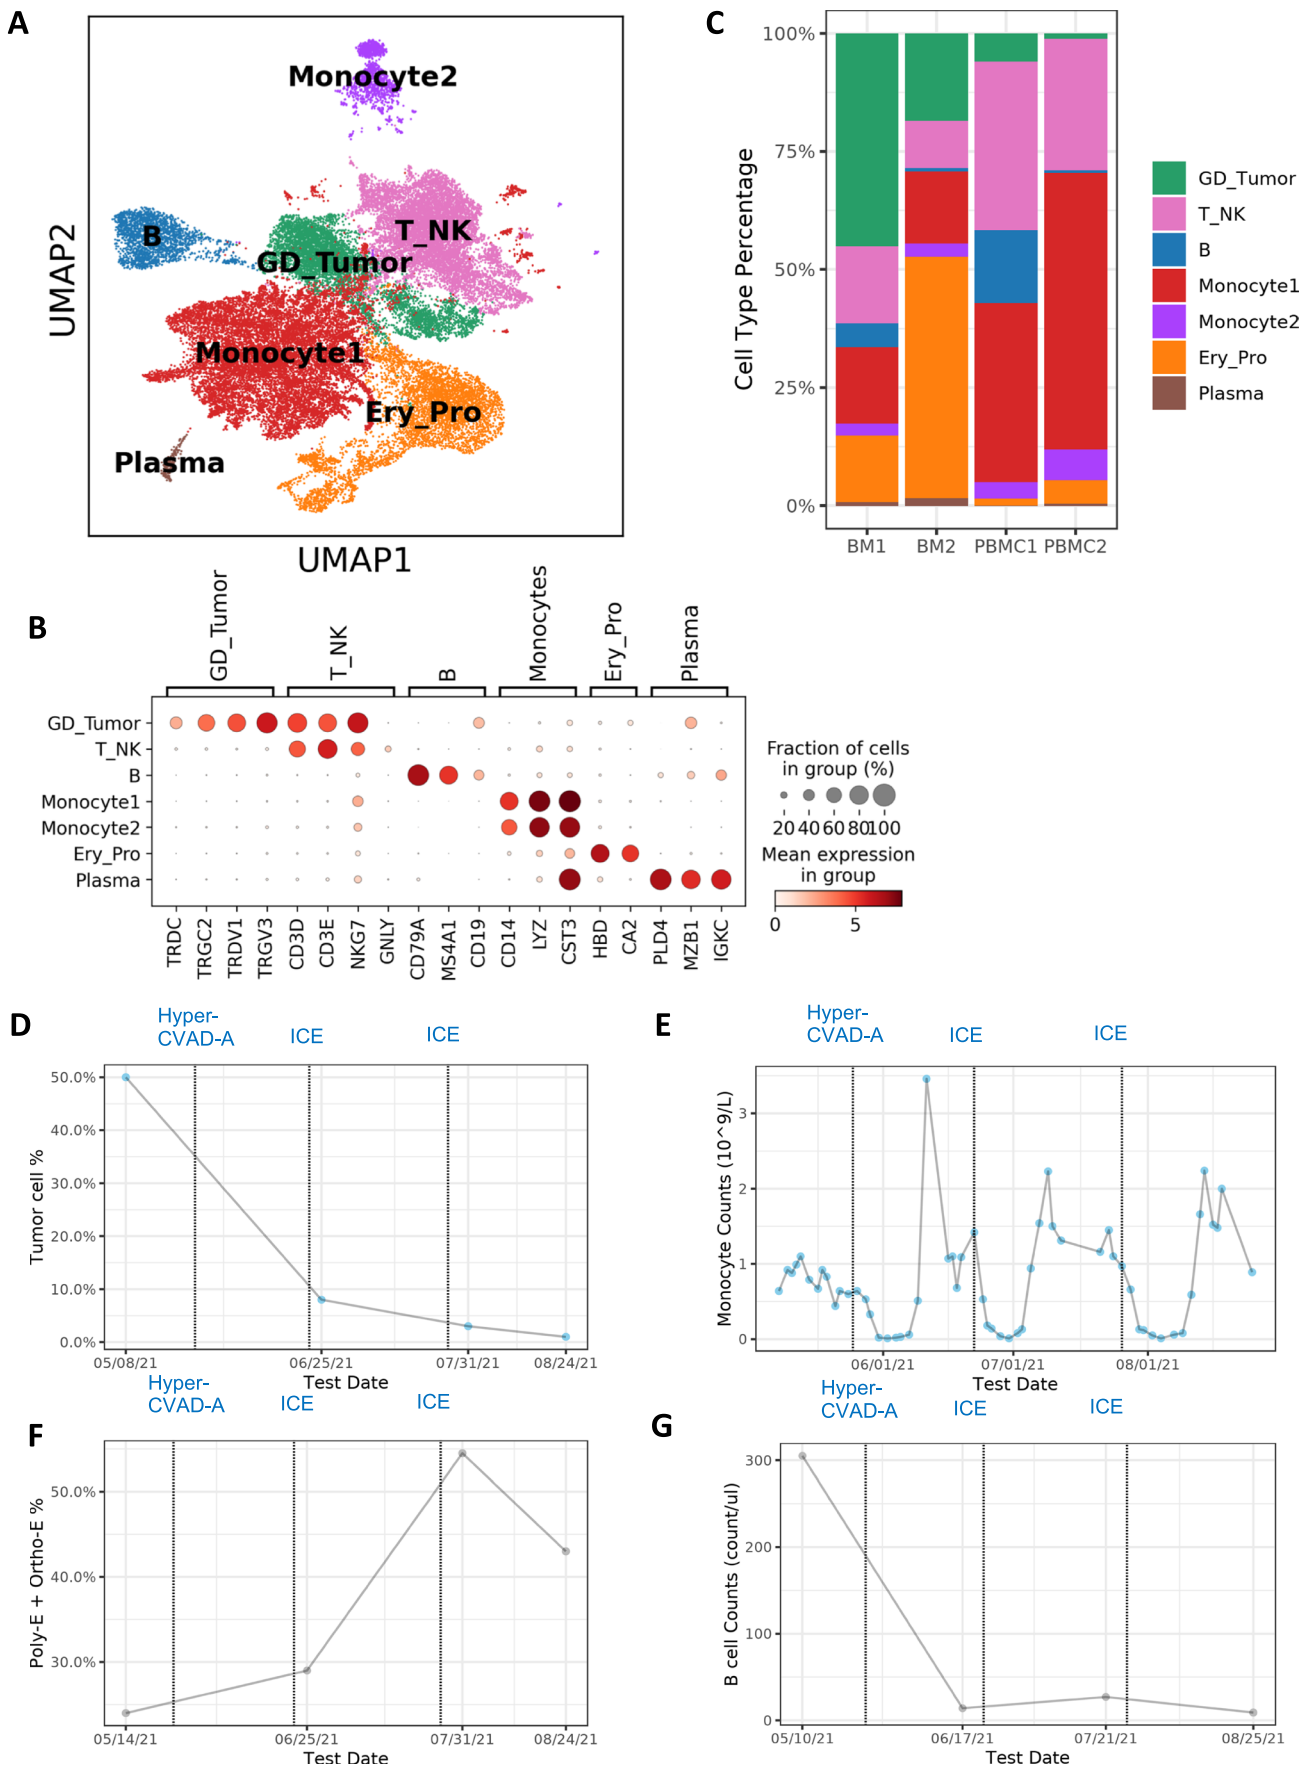 A
Monocyte2
B
T_NK
GD_Tumor
Monocyte1
Ery_Pro
Plasma
UMAP2
UMAP1
C
100%
75%
50%
25%
0%
Cell Type Percentage
BM1 BM2 PBMC1 PBMC2
GD_Tumor
T_NK
B
Monocyte1
Monocyte2
Ery_Pro
Plasma
B
GD_Tumor
T_NK
B
Monocytes
Ery_Pro
Plasma
GD_Tumor
T_NK
B
Monocyte1
Monocyte2
Ery_Pro
Plasma
TRDC
TRGC2
TRDV1
TRGV3
CD3D
CD3E
NKG7
GNLY
CD79A
MS4A1
CD19
CD14
LYZ
CST3
HBD
CA2
PLD4
MZB1
IGKC
Fraction of cells
in group (%)
20 40 60 80 100
Mean expression
in group
0 5
D
Hyper-
CVAD-A
ICE
ICE
50.0%
40.0%
30.0%
20.0%
10.0%
0.0%
Tumor cell %
05/08/21 06/25/21 07/31/21 08/24/21
Test Date
E
Hyper-
CVAD-A
ICE
ICE
3
2
1
0
Monocyte Counts (10^9/L)
06/01/21 07/01/21 08/01/21
Test Date
F
Hyper-
CVAD-A
ICE
ICE
50.0%
40.0%
30.0%
Poly-E + Ortho-E %
05/14/21 06/25/21 07/31/21 08/24/21
Test Date
G
Hyper-
CVAD-A
ICE
ICE
300
200
100
0
B cell Counts (count/ul)
05/10/21 06/17/21 07/21/21 08/25/21
Test Date